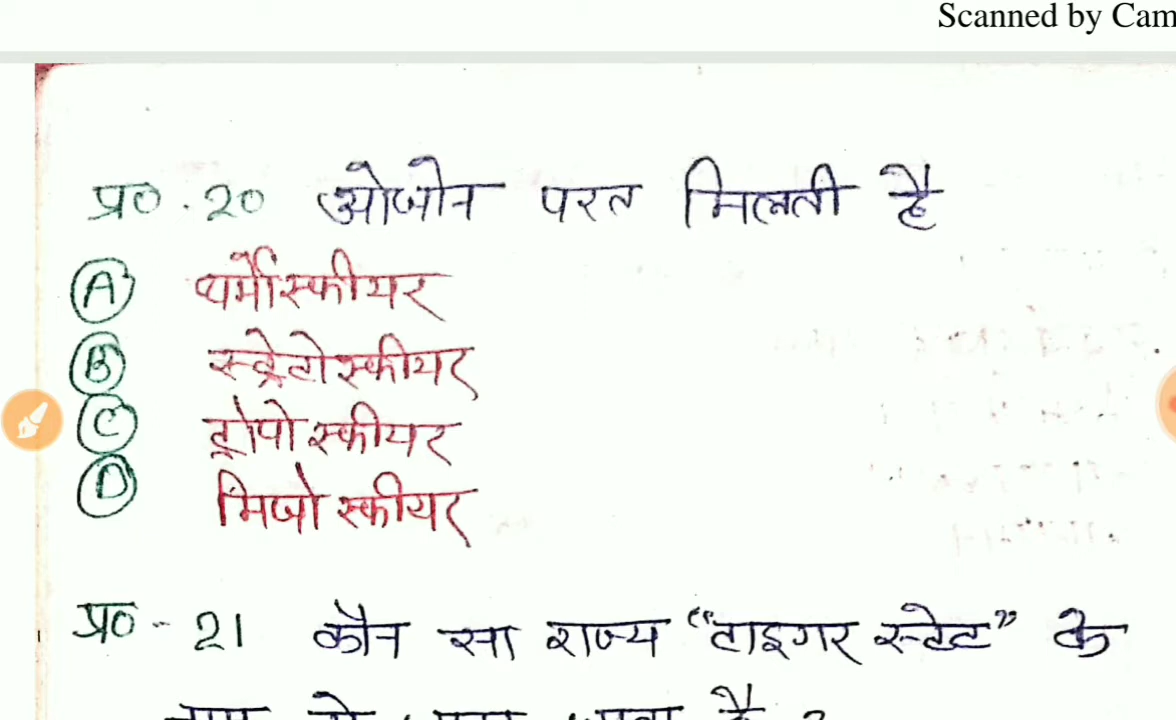 Scanned by Cam
प्र० . 20 ओजोन परत मिलती है
A थर्मोस्फीयर
B स्ट्रेटोस्फीयर
C ट्रोपोस्फीयर
D मिजोस्फीयर
प्र० - 21 कौन सा राज्य "टाइगर स्टेट" के